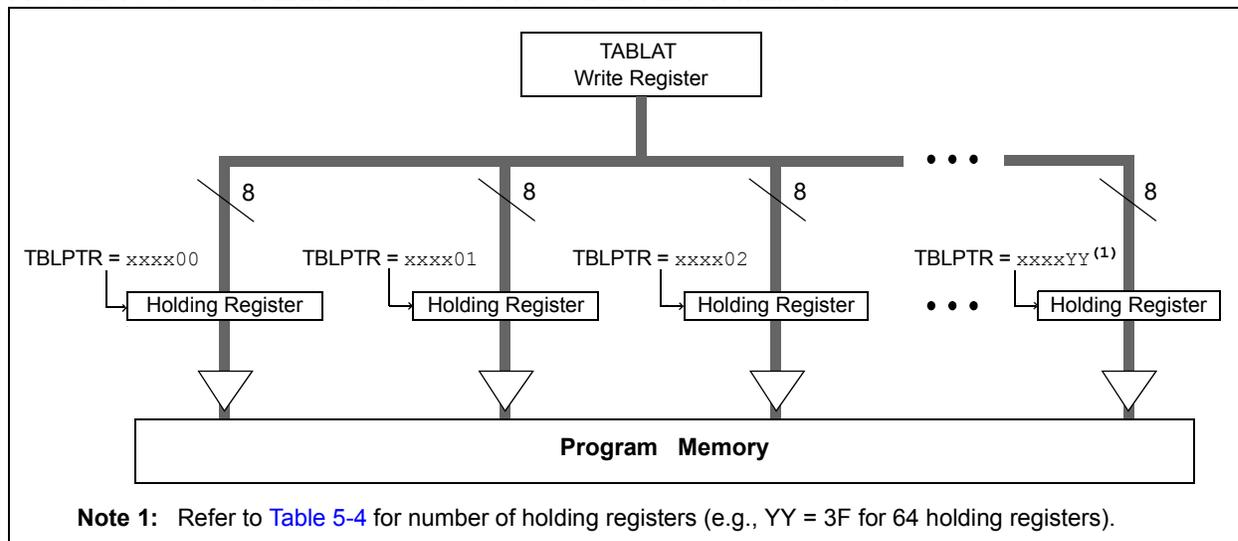 TABLAT
Write Register
8 8 8 8
TBLPTR = xxxx00 TBLPTR = xxxx01 TBLPTR = xxxx02 TBLPTR = xxxxYY(1)
Holding Register Holding Register Holding Register Holding Register
Program Memory
Note 1: Refer to Table 5-4 for number of holding registers (e.g., YY = 3F for 64 holding registers).